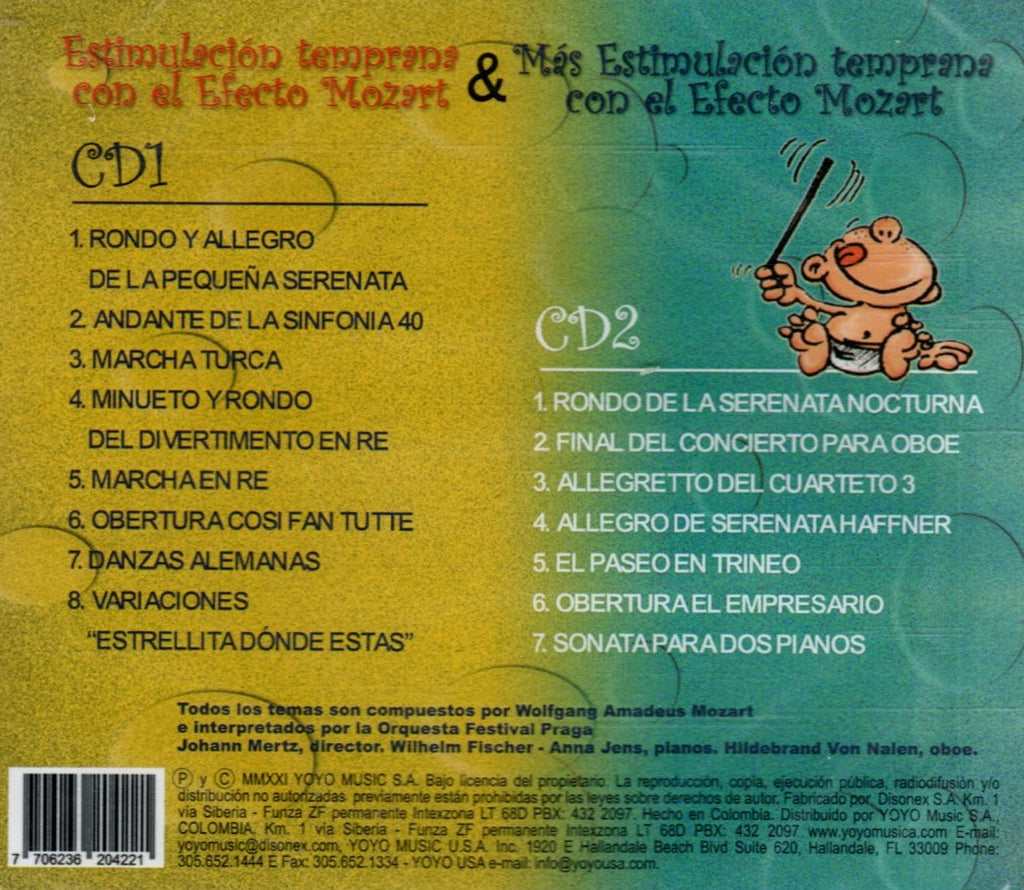 Estimulación temprana
con el Efecto Mozart
&
Más Estimulación temprana
con el Efecto Mozart
CD1
1. RONDO Y ALLEGRO
DE LA PEQUEÑA SERENATA
2. ANDANTE DE LA SINFONIA 40
3. MARCHA TURCA
4. MINUETO Y RONDO
DEL DIVERTIMENTO EN RE
5. MARCHA EN RE
6. OBERTURA COSI FAN TUTTE
7. DANZAS ALEMANAS
8. VARIACIONES
“ESTRELLITA DÓNDE ESTAS”
CD2
1. RONDO DE LA SERENATA NOCTURNA
2. FINAL DEL CONCIERTO PARA OBOE
3. ALLEGRETTO DEL CUARTETO 3
4. ALLEGRO DE SERENATA HAFFNER
5. EL PASEO EN TRINEO
6. OBERTURA EL EMPRESARIO
7. SONATA PARA DOS PIANOS
Todos los temas son compuestos por Wolfgang Amadeus Mozart
e interpretados por la Orquesta Festival Praga
Johann Mertz, director. Wilhelm Fischer - Anna Jens, pianos. Hildebrand Von Nalen, oboe.
Ⓟ y Ⓒ MMXXI YOYO MUSIC S.A. Bajo licencia del propietario. La reproducción, copia, ejecución pública, radiodifusión y/o
distribución no autorizadas previamente están prohibidas por las leyes sobre derechos de autor. Fabricado por, Disonex S.A. Km. 1
vía Siberia - Funza ZF permanente Intexzona LT 68D PBX: 432 2097. Hecho en Colombia. Distribuido por YOYO Music S.A.,
COLOMBIA. Km. 1 vía Siberia - Funza ZF permanente Intexzona LT 68D PBX: 432 2097 www.yoyomusica.com E-mail:
yoyomusic@disonex.com, YOYO MUSIC U.S.A. Inc. 1920 E Hallandale Beach Blvd Suite 620, Hallandale, FL 33009 Phone:
305.652.1444 E Fax: 305.652.1334 - YOYO USA e-mail: info@yoyousa.com.
7 706236 204221